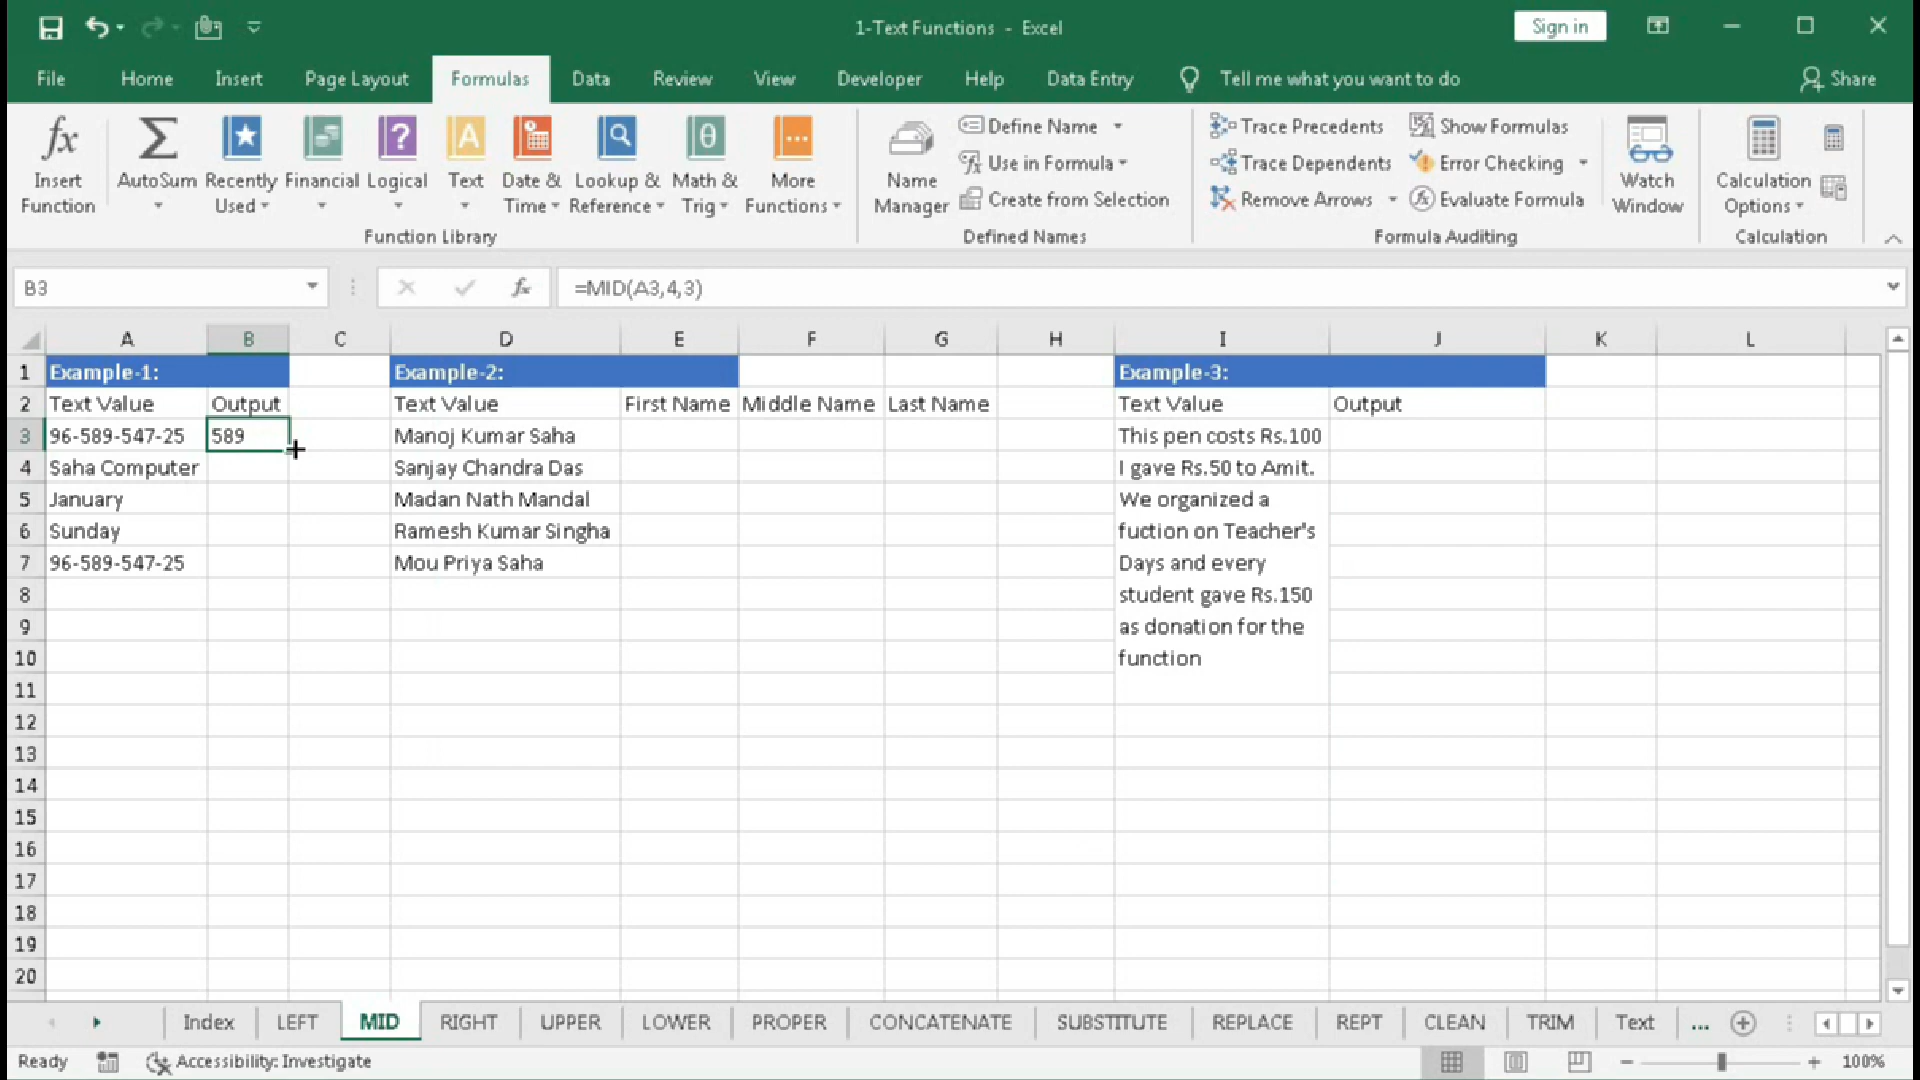 1-Text Functions - Excel
Sign in
File Home Insert Page Layout Formulas Data Review View Developer Help Data Entry Tell me what you want to do Share
Insert Function
AutoSum
Recently Used
Financial
Logical
Text
Date & Time
Lookup & Reference
Math & Trig
More Functions
Function Library
Name Manager
Define Name
Use in Formula
Create from Selection
Defined Names
Trace Precedents
Trace Dependents
Remove Arrows
Show Formulas
Error Checking
Evaluate Formula
Formula Auditing
Watch Window
Calculation Options
Calculation
B3 fx =MID(A3,4,3)
A B C D E F G H I J K L
1 Example-1: Example-2: Example-3:
2 Text Value Output Text Value First Name Middle Name Last Name Text Value Output
3 96-589-547-25 589 Manoj Kumar Saha This pen costs Rs.100
4 Saha Computer Sanjay Chandra Das I gave Rs.50 to Amit.
5 January Madan Nath Mandal We organized a
6 Sunday Ramesh Kumar Singha fuction on Teacher's
7 96-589-547-25 Mou Priya Saha Days and every
8 student gave Rs.150
9 as donation for the
10 function
11
12
13
14
15
16
17
18
19
20
Index LEFT MID RIGHT UPPER LOWER PROPER CONCATENATE SUBSTITUTE REPLACE REPT CLEAN TRIM Text ...
Ready Accessibility: Investigate 100%